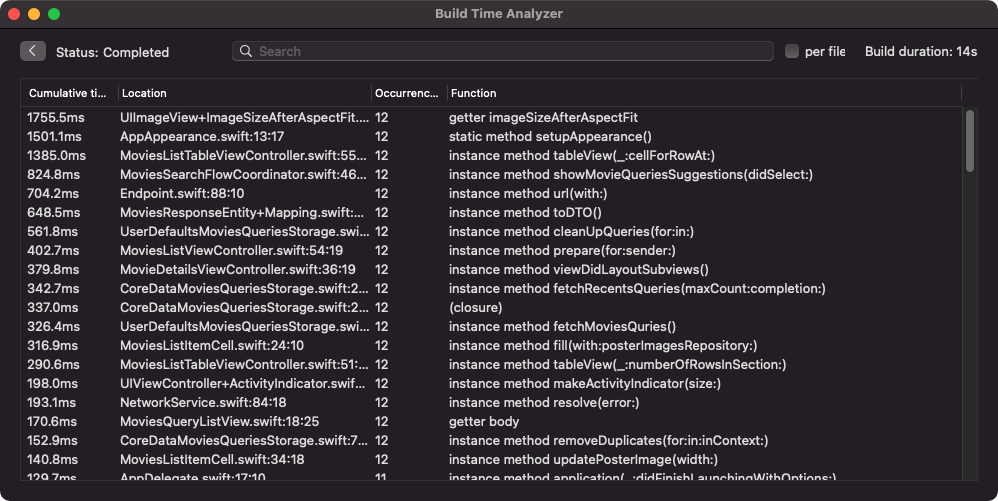 Build Time Analyzer
Status: Completed
Search
per file
Build duration: 14s
Cumulative ti... Location Occurrenc... Function
1755.5ms UIImageView+ImageSizeAfterAspectFit.... 12 getter imageSizeAfterAspectFit
1501.1ms AppAppearance.swift:13:17 12 static method setupAppearance()
1385.0ms MoviesListTableViewController.swift:55... 12 instance method tableView(_:cellForRowAt:)
824.8ms MoviesSearchFlowCoordinator.swift:46... 12 instance method showMovieQueriesSuggestions(didSelect:)
704.2ms Endpoint.swift:88:10 12 instance method url(with:)
648.5ms MoviesResponseEntity+Mapping.swift:... 12 instance method toDTO()
561.8ms UserDefaultsMoviesQueriesStorage.swi... 12 instance method cleanUpQueries(for:in:)
402.7ms MoviesListViewController.swift:54:19 12 instance method prepare(for:sender:)
379.8ms MovieDetailsViewController.swift:36:19 12 instance method viewDidLayoutSubviews()
342.7ms CoreDataMoviesQueriesStorage.swift:2... 12 instance method fetchRecentsQueries(maxCount:completion:)
337.0ms CoreDataMoviesQueriesStorage.swift:2... 12 (closure)
326.4ms UserDefaultsMoviesQueriesStorage.swi... 12 instance method fetchMoviesQuries()
316.9ms MoviesListItemCell.swift:24:10 12 instance method fill(with:posterImagesRepository:)
290.6ms MoviesListTableViewController.swift:51:... 12 instance method tableView(_:numberOfRowsInSection:)
198.0ms UIViewController+ActivityIndicator.swif... 12 instance method makeActivityIndicator(size:)
193.1ms NetworkService.swift:84:18 12 instance method resolve(error:)
170.6ms MoviesQueryListView.swift:18:25 12 getter body
152.9ms CoreDataMoviesQueriesStorage.swift:7... 12 instance method removeDuplicates(for:in:inContext:)
140.8ms MoviesListItemCell.swift:34:18 12 instance method updatePosterImage(width:)
129.7ms AppDelegate.swift:17:10 11 instance method application(_:didFinishLaunchingWithOptions:)